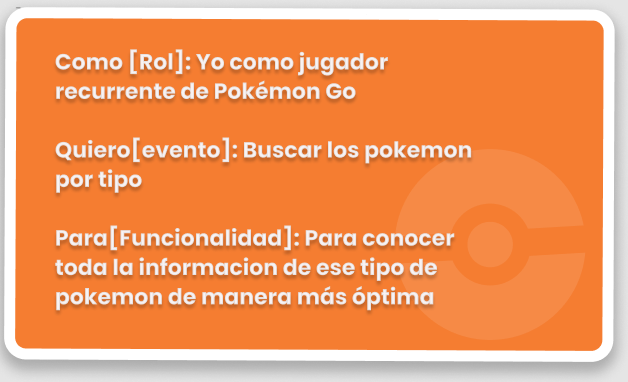 Como [Rol]: Yo como jugador
recurrente de Pokémon Go
Quiero[evento]: Buscar los pokemon
por tipo
Para[Funcionalidad]: Para conocer
toda la informacion de ese tipo de
pokemon de manera más óptima